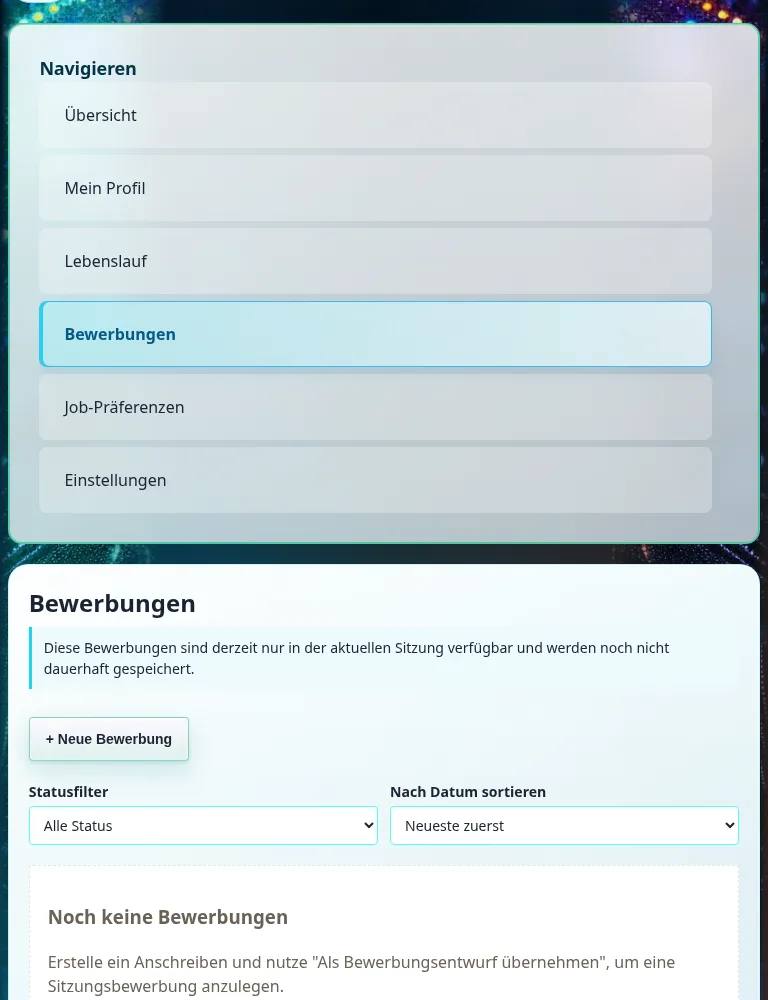 Navigieren
Übersicht
Mein Profil
Lebenslauf
Bewerbungen
Job-Präferenzen
Einstellungen
Bewerbungen
Diese Bewerbungen sind derzeit nur in der aktuellen Sitzung verfügbar und werden noch nicht
dauerhaft gespeichert.
+ Neue Bewerbung
Statusfilter
Nach Datum sortieren
Alle Status
Neueste zuerst
Noch keine Bewerbungen
Erstelle ein Anschreiben und nutze "Als Bewerbungsentwurf übernehmen", um eine
Sitzungsbewerbung anzulegen.